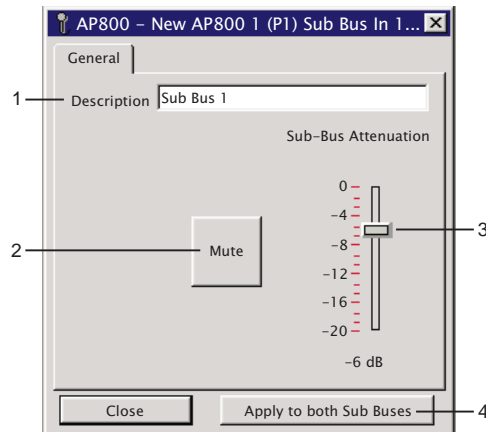 AP800 – New AP800 1 (P1) Sub Bus In 1...
General
1
Description
Sub Bus 1
Sub-Bus Attenuation
0
-4
-8
-12
-16
-20
3
2
Mute
-6 dB
Close
Apply to both Sub Buses
4